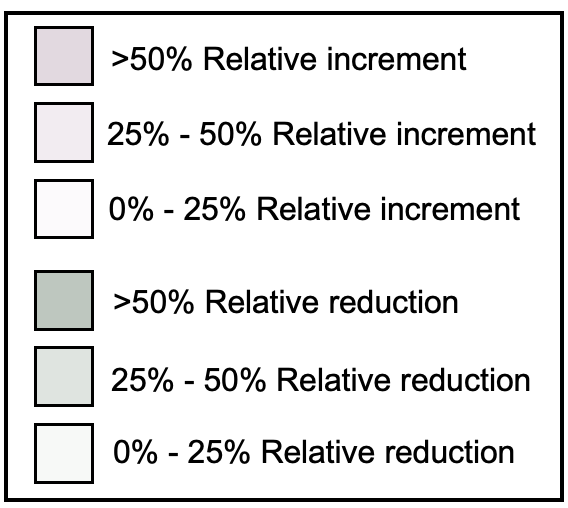 >50% Relative increment
25% - 50% Relative increment
0% - 25% Relative increment
>50% Relative reduction
25% - 50% Relative reduction
0% - 25% Relative reduction